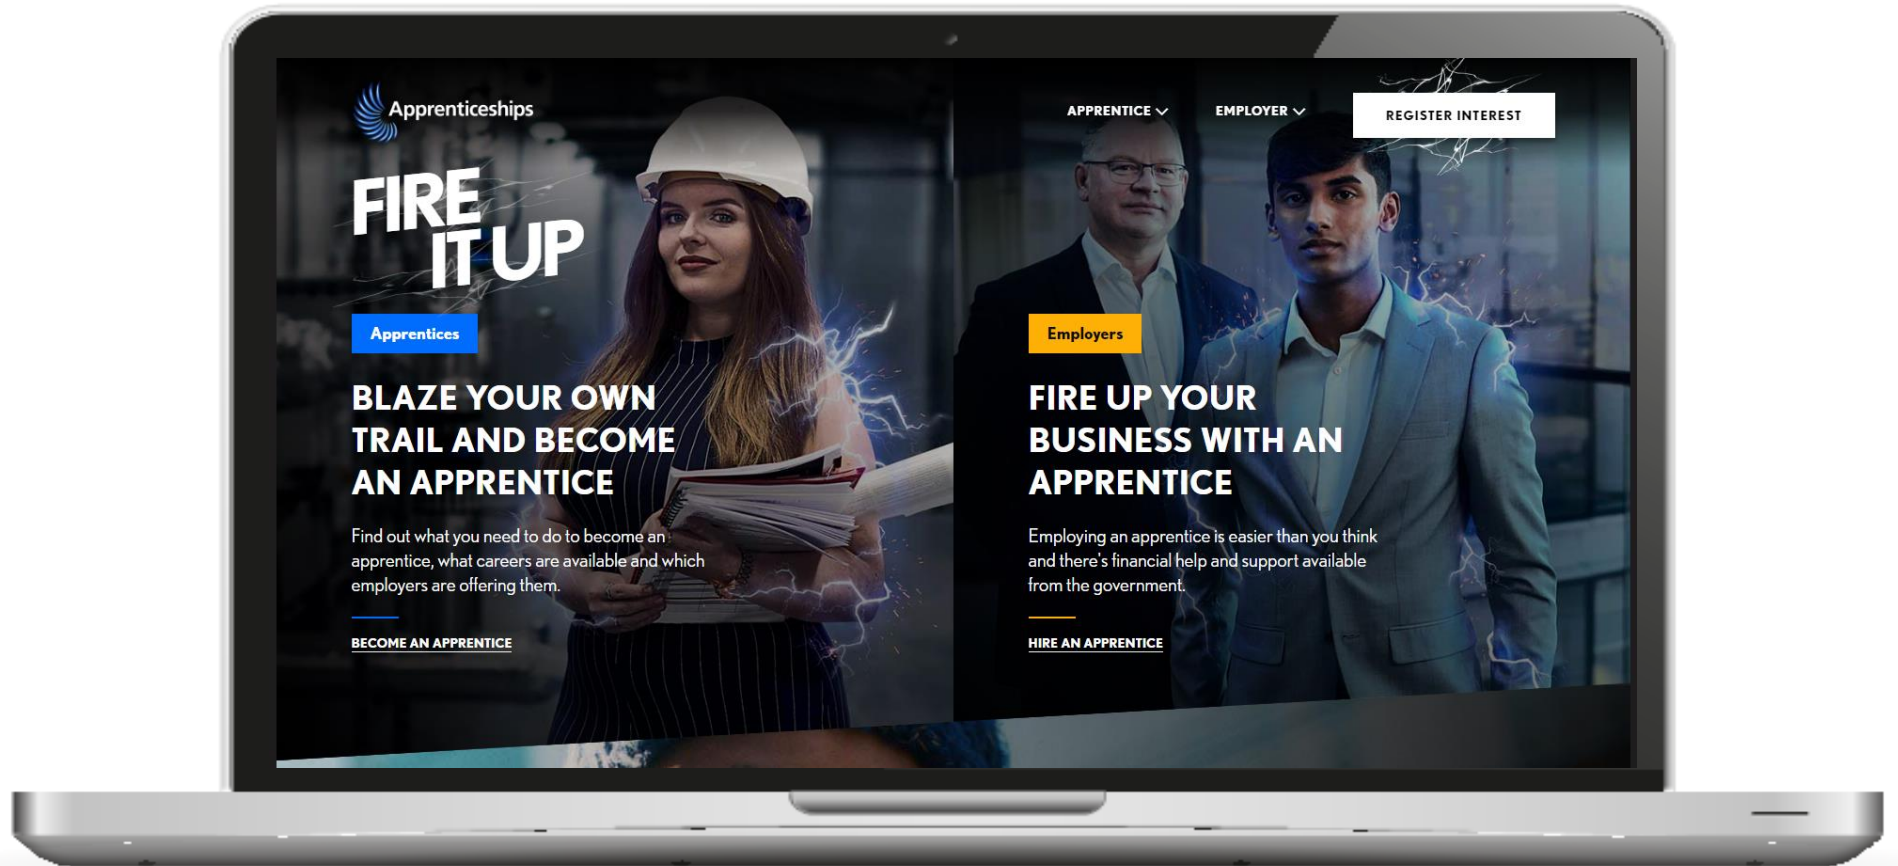 Apprenticeships
APPRENTICE
EMPLOYER
REGISTER INTEREST
FIRE
IT UP
Apprentices
BLAZE YOUR OWN
TRAIL AND BECOME
AN APPRENTICE
Find out what you need to do to become an
apprentice, what careers are available and which
employers are offering them.
BECOME AN APPRENTICE
Employers
FIRE UP YOUR
BUSINESS WITH AN
APPRENTICE
Employing an apprentice is easier than you think
and there's financial help and support available
from the government.
HIRE AN APPRENTICE